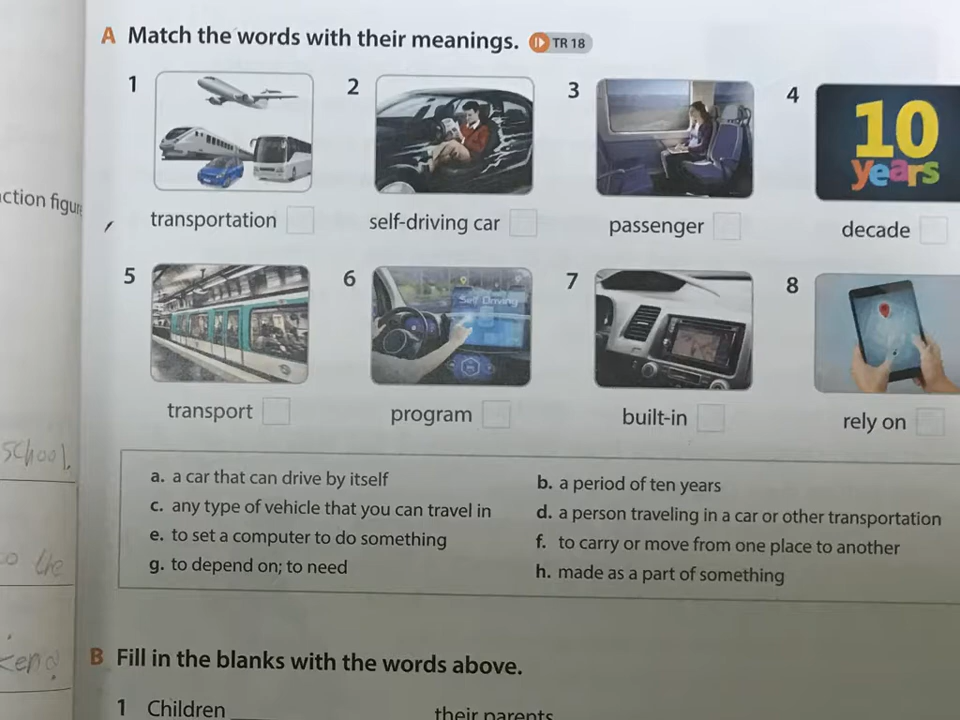 A Match the words with their meanings. TR 18
1
2
3
4
10
years
transportation
self-driving car
passenger
decade
ction figure
5
6
7
8
Self Driving
transport
program
built-in
rely on
school.
a. a car that can drive by itself
b. a period of ten years
c. any type of vehicle that you can travel in
d. a person traveling in a car or other transportation
e. to set a computer to do something
f. to carry or move from one place to another
g. to depend on; to need
h. made as a part of something
the
B Fill in the blanks with the words above.
1 Children their parents